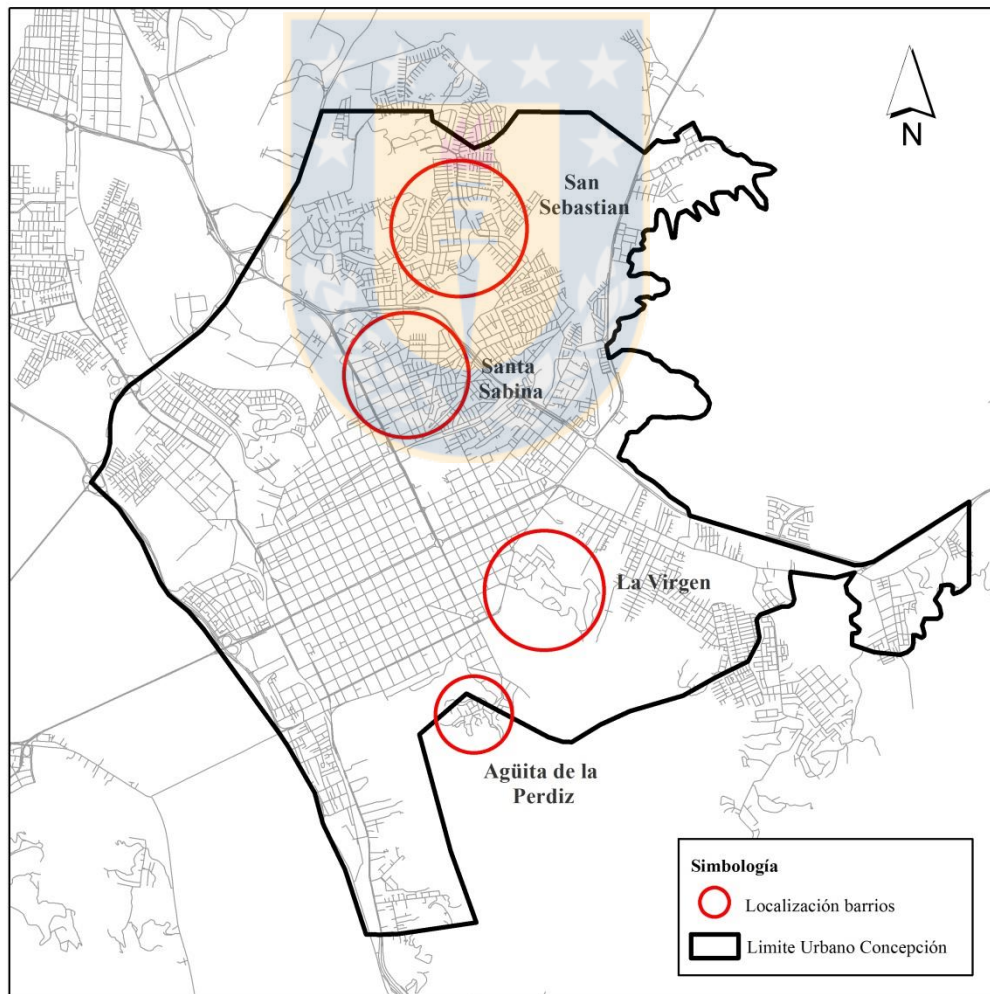 N
San
Sebastian
Santa
Sabina
La Virgen
Agüita de la
Perdiz
Simbología
Localización barrios
Limite Urbano Concepción